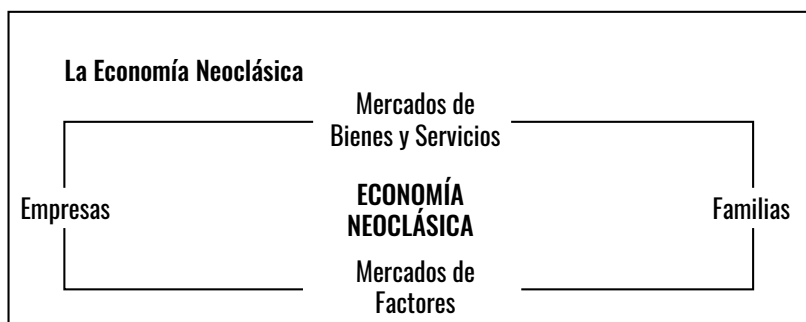 La Economía Neoclásica
Mercados de
Bienes y Servicios
Empresas
ECONOMÍA
NEOCLÁSICA
Familias
Mercados de
Factores